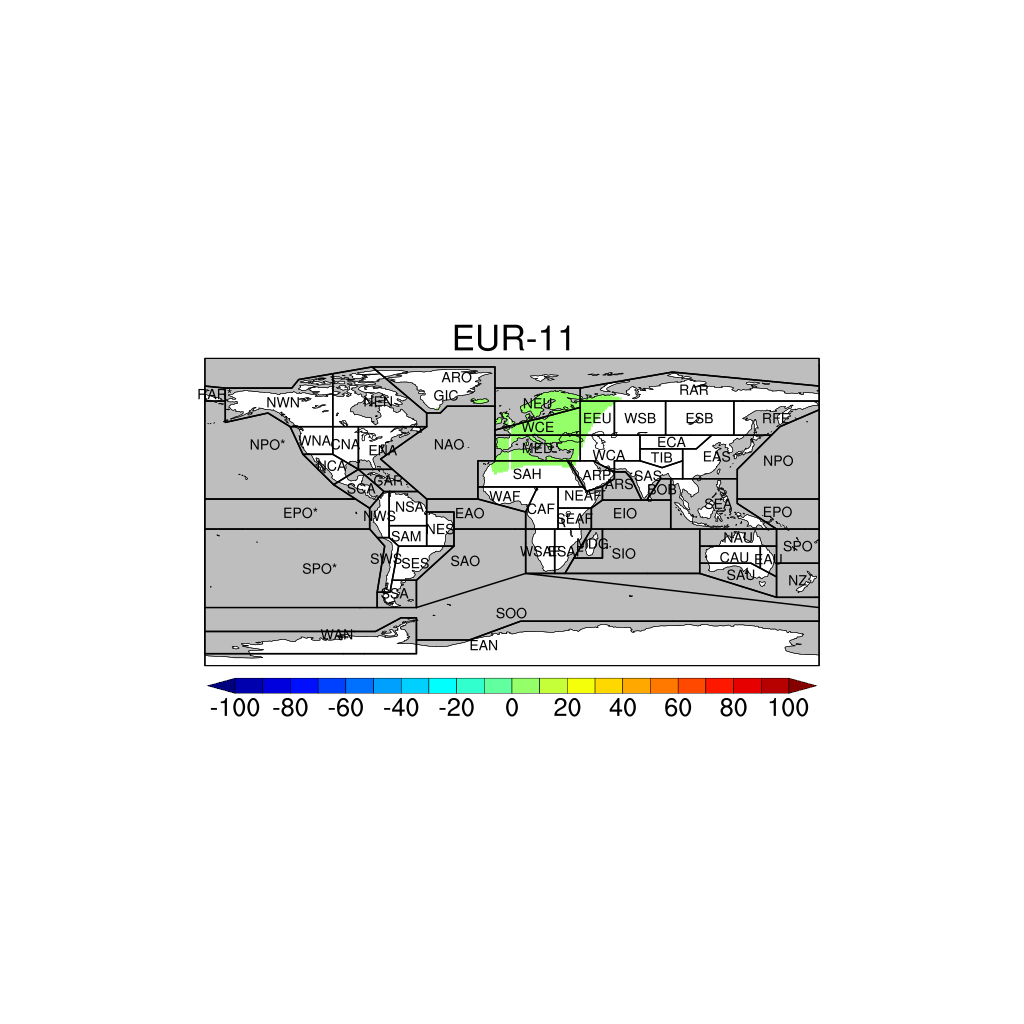 EUR-11
ARO
RAR*
NWN
NEN
GIC
NEU
RAR
WCE
EEU
WSB
ESB
RFE
NPO*
WNA
CNA
ENA
NAO
MED
WCA
ECA
TIB
EAS
NPO
NCA
SCA
CAR
SAH
ARP
ARS
SAS
BOB
WAF
NEAF
SEA
EPO*
NWS
NSA
EAO
CAF
SEAF
EIO
EPO
NES
SAM
NAU
SPO*
SWS
SES
SAO
WSAF
ESAF
MDG
SIO
CAU
EAU
SPO
SAU
NZ
SSA
SOO
WAN
EAN
-100 -80 -60 -40 -20 0 20 40 60 80 100